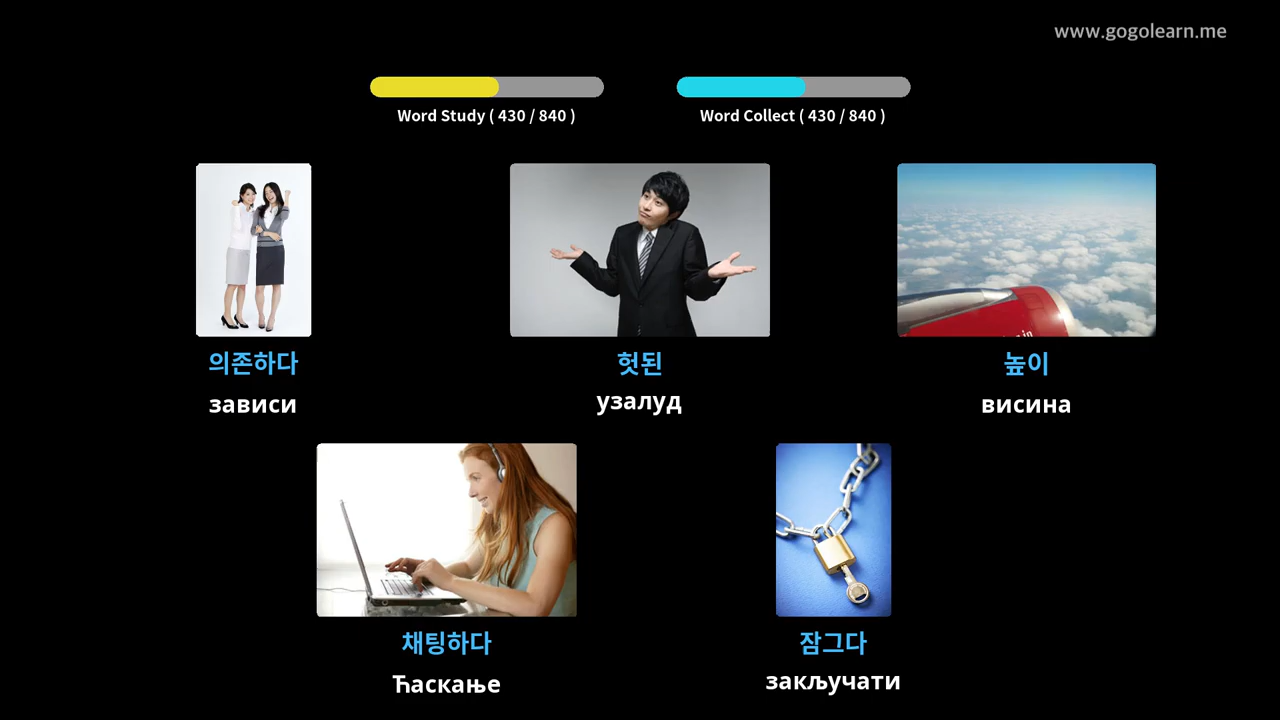 www.gogolearn.me
Word Study ( 430 / 840 )
Word Collect ( 430 / 840 )
의존하다
зависи
헛된
узалуд
높이
висина
채팅하다
Ћаскање
잠그다
закључати